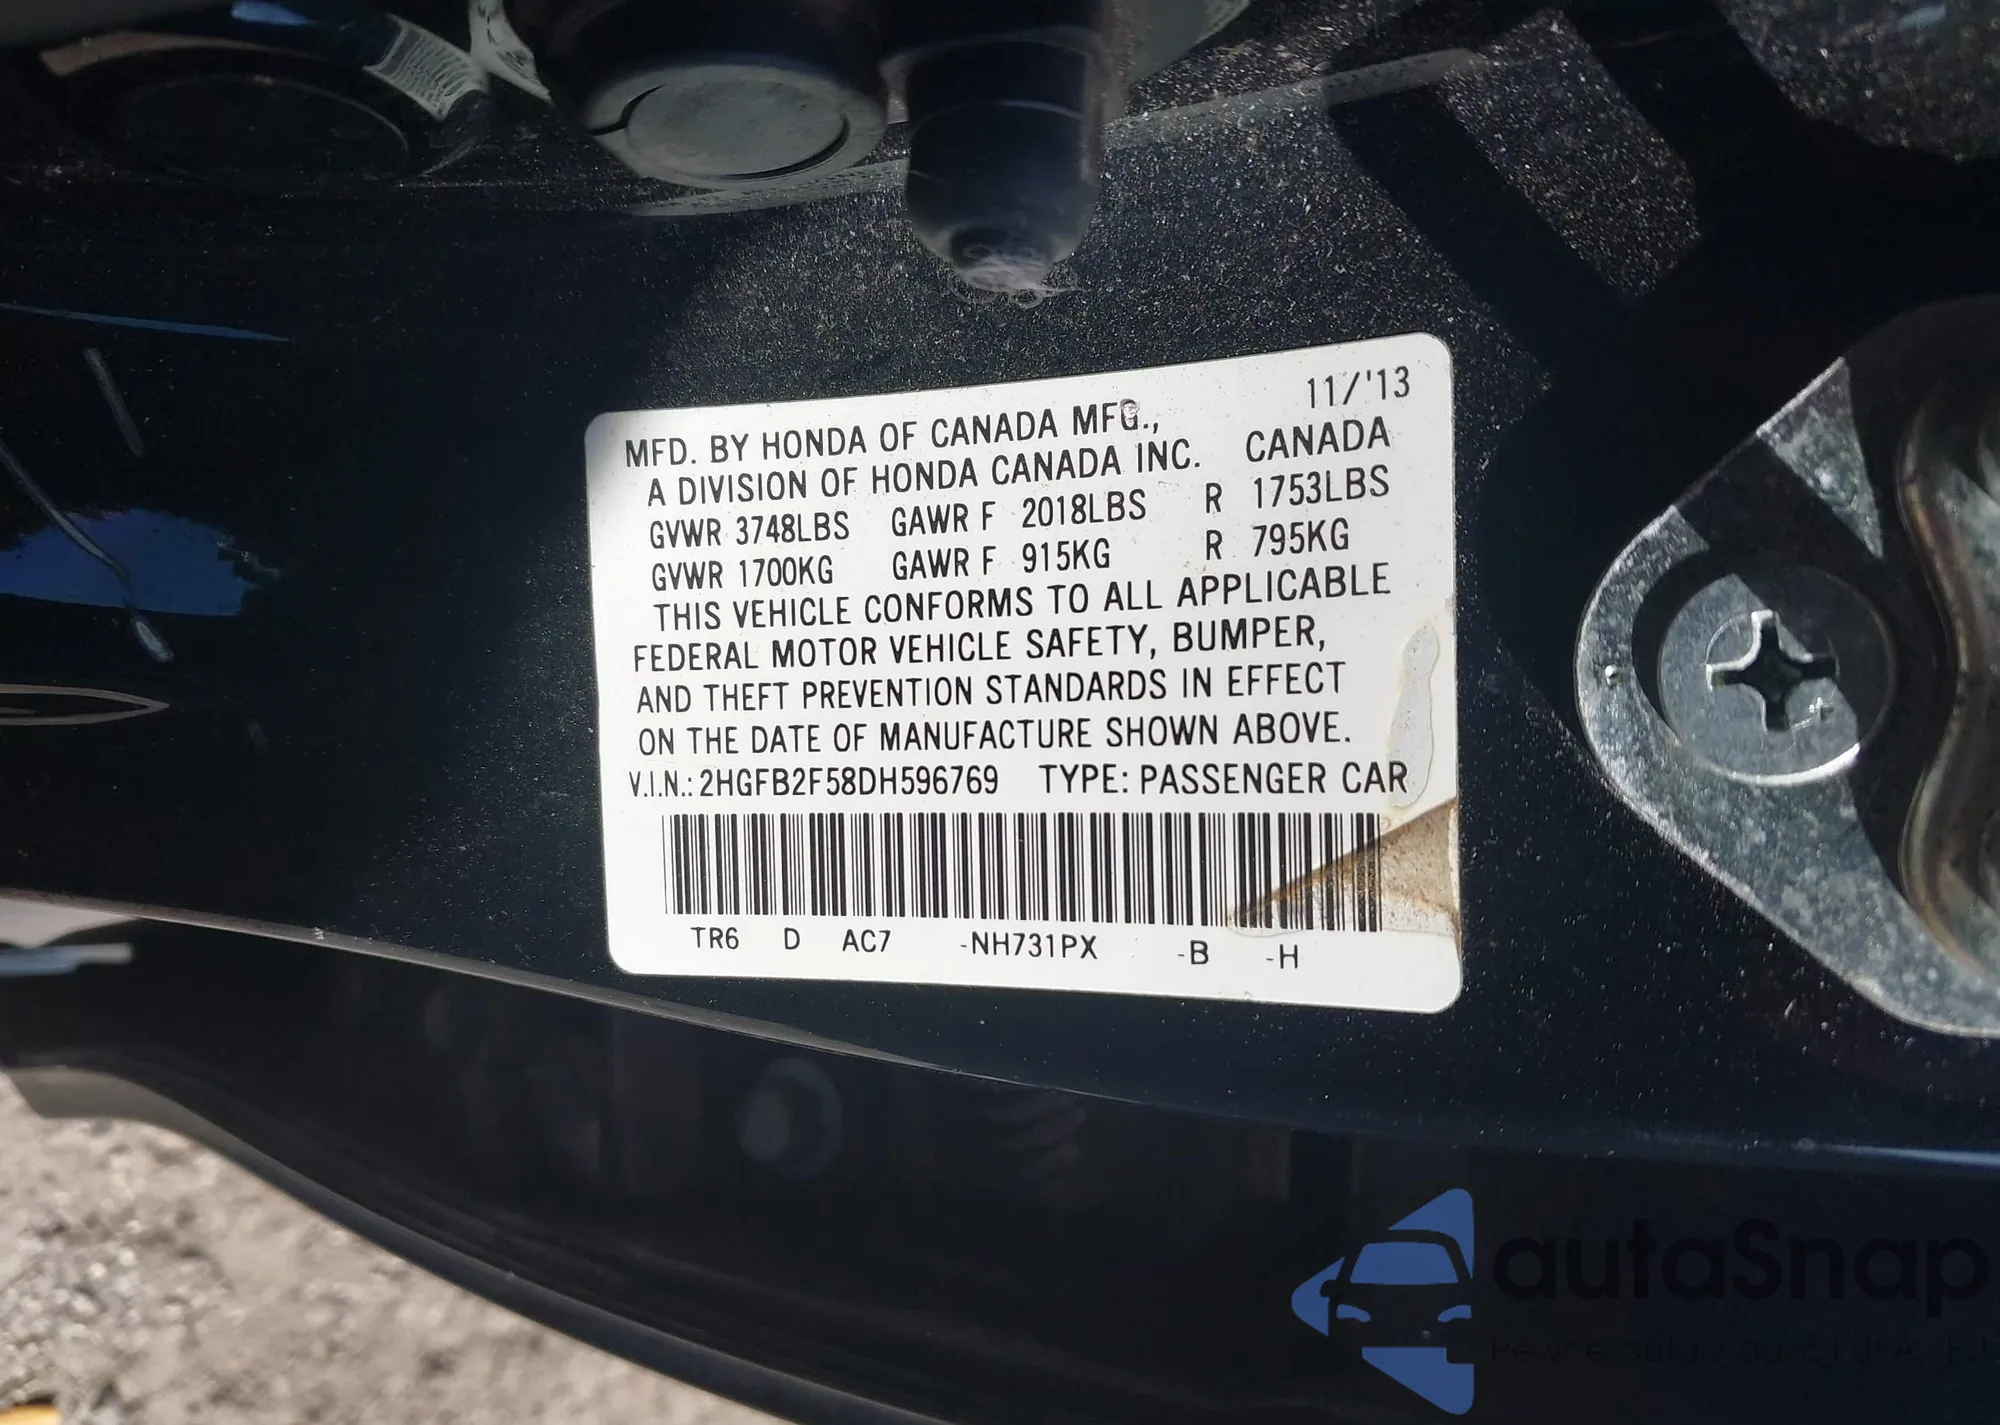 11/'13
MFD. BY HONDA OF CANADA MFG.,
A DIVISION OF HONDA CANADA INC. CANADA
GVWR 3748LBS GAWR F 2018LBS R 1753LBS
GVWR 1700KG GAWR F 915KG R 795KG
THIS VEHICLE CONFORMS TO ALL APPLICABLE
FEDERAL MOTOR VEHICLE SAFETY, BUMPER,
AND THEFT PREVENTION STANDARDS IN EFFECT
ON THE DATE OF MANUFACTURE SHOWN ABOVE.
V.I.N.: 2HGFB2F58DH596769 TYPE: PASSENGER CAR
TR6 D AC7 -NH731PX -B -H
autaSnap